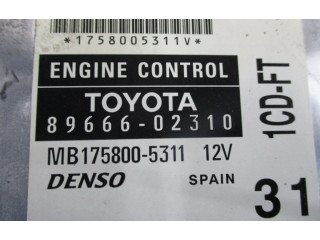 *1758005311V*
ENGINE CONTROL
TOYOTA
89666-02310
MB175800-5311 12V
DENSO SPAIN
1CD-FT
31